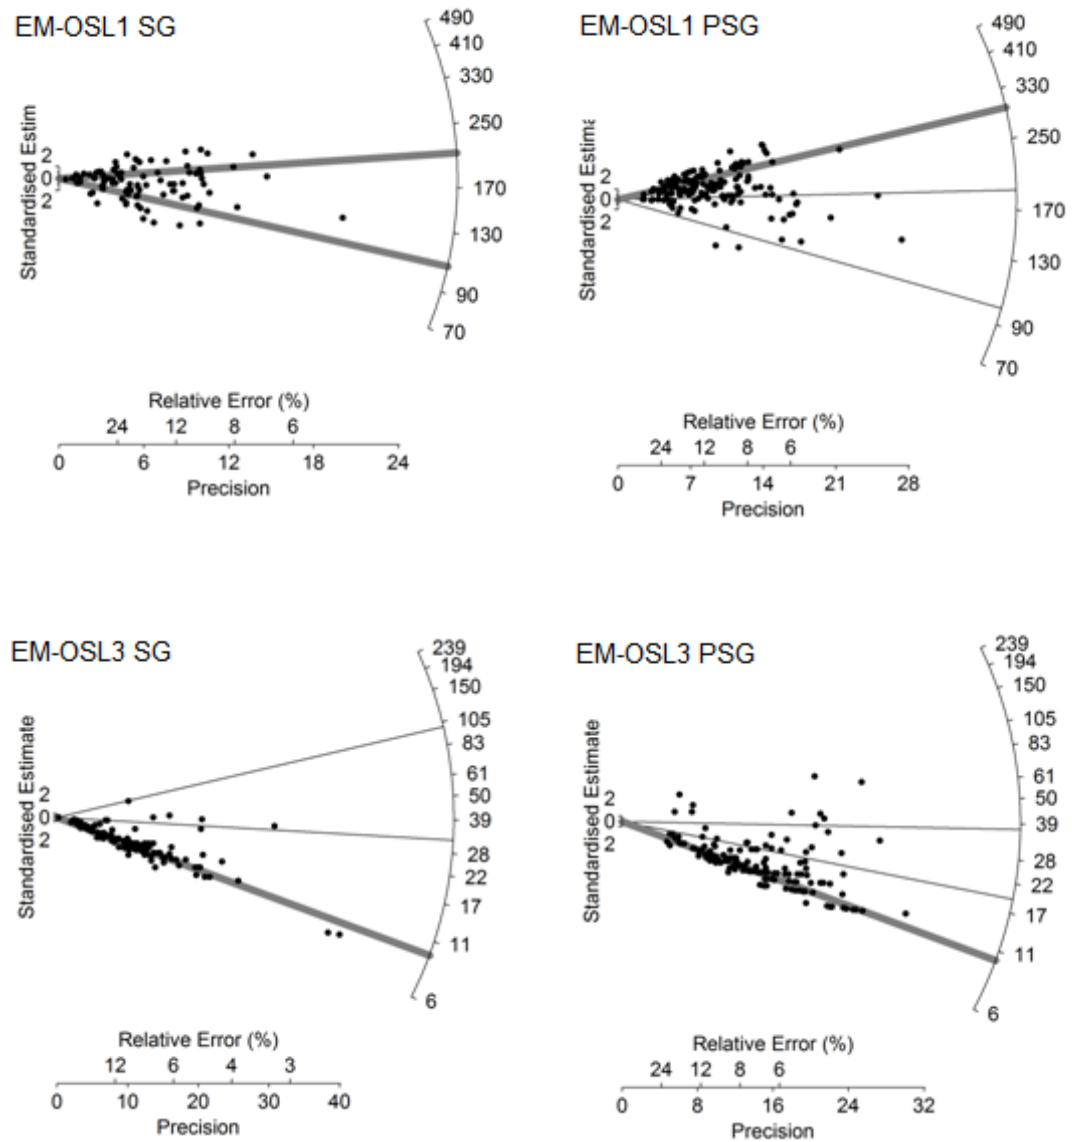 EM-OSL1 SG
490
410
330
250
170
130
90
70
Standardised Estim
2
0
2
Relative Error (%)
24 12 8 6
0 6 12 18 24
Precision
EM-OSL1 PSG
490
410
330
250
170
130
90
70
Standardised Estima
2
0
2
Relative Error (%)
24 12 8 6
0 7 14 21 28
Precision
EM-OSL3 SG
239
194
150
105
83
61
50
39
28
22
17
11
6
Standardised Estimate
2
0
2
Relative Error (%)
12 6 4 3
0 10 20 30 40
Precision
EM-OSL3 PSG
239
194
150
105
83
61
50
39
28
22
17
11
6
Standardised Estimate
2
0
2
Relative Error (%)
24 12 8 6
0 8 16 24 32
Precision